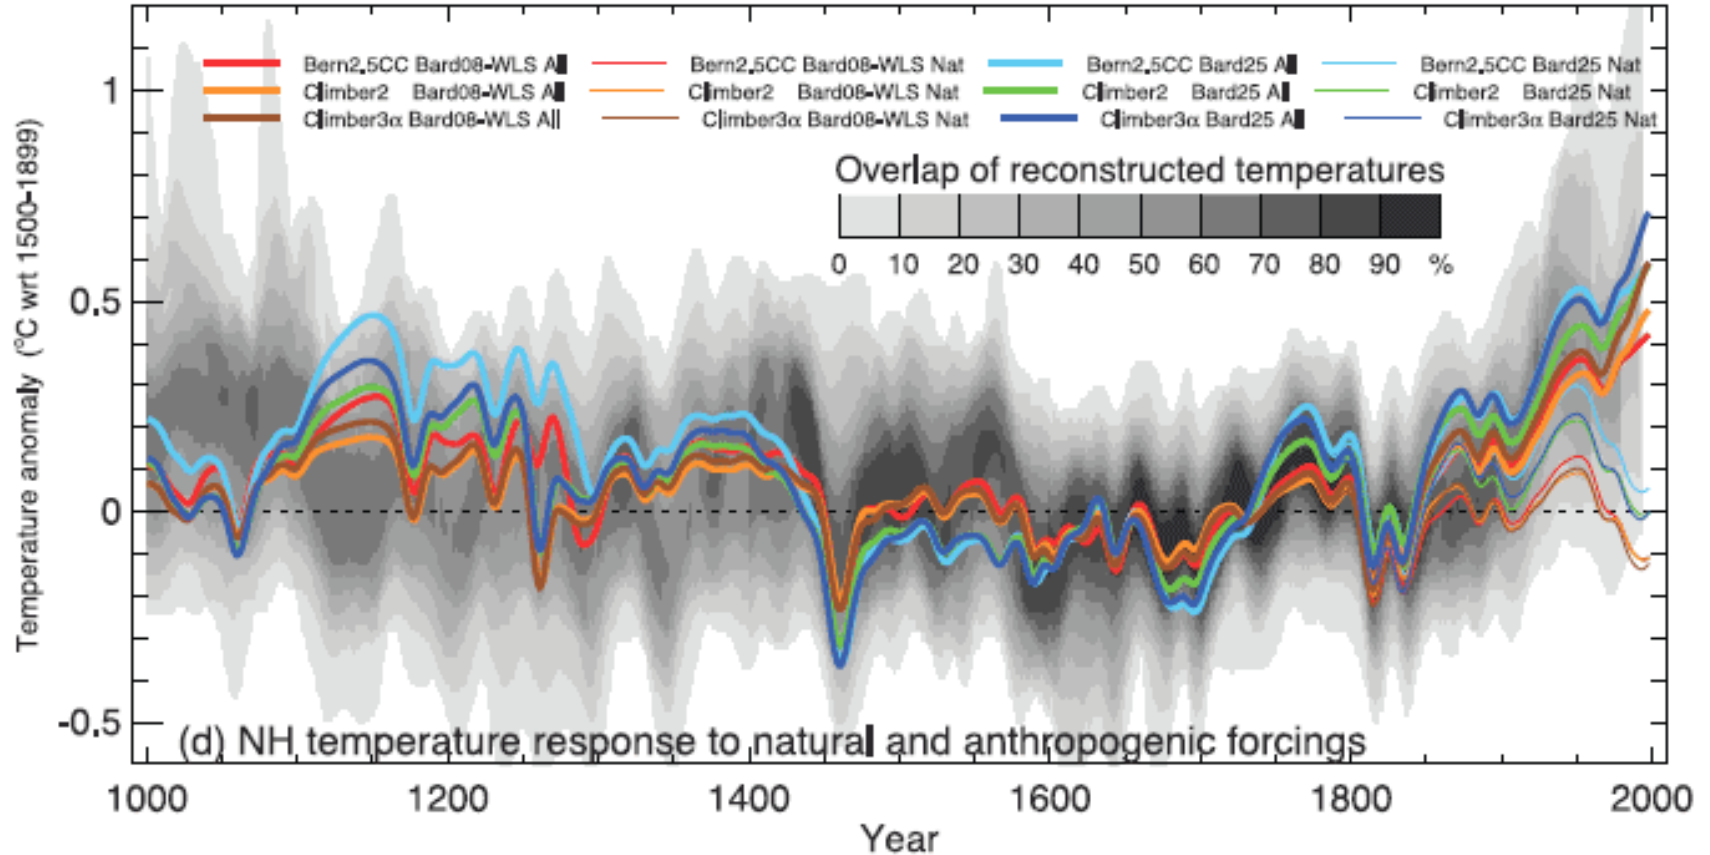 Bern2.5CC Bard08-WLS All Bern2.5CC Bard08-WLS Nat Bern2.5CC Bard25 All Bern2.5CC Bard25 Nat
Climber2 Bard08-WLS All Climber2 Bard08-WLS Nat Climber2 Bard25 All Climber2 Bard25 Nat
Climber3α Bard08-WLS All Climber3α Bard08-WLS Nat Climber3α Bard25 All Climber3α Bard25 Nat
Overlap of reconstructed temperatures
0 10 20 30 40 50 60 70 80 90 %
Temperature anomaly (°C wrt 1500-1899)
1
0.5
0
-0.5
(d) NH temperature response to natural and anthropogenic forcings
1000 1200 1400 1600 1800 2000
Year